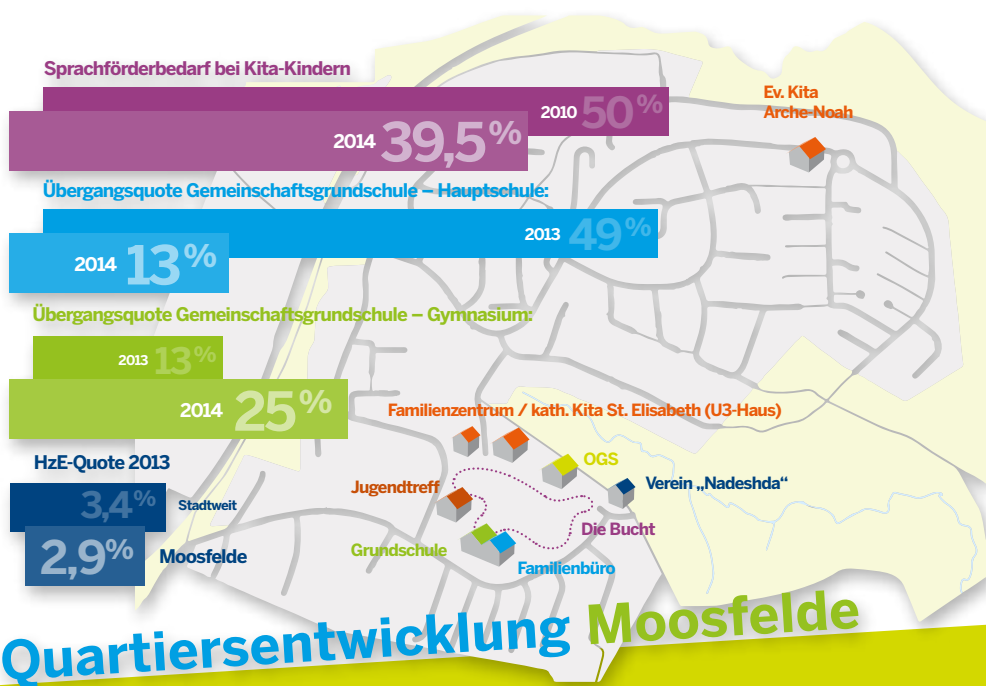 Sprachförderbedarf bei Kita-Kindern
2010 50%
2014 39,5%
Übergangsquote Gemeinschaftsgrundschule – Hauptschule:
2013 49%
2014 13%
Übergangsquote Gemeinschaftsgrundschule – Gymnasium:
2013 13%
2014 25%
HzE-Quote 2013
3,4% Stadtweit
2,9% Moosfelde
Ev. Kita
Arche-Noah
Familienzentrum / kath. Kita St. Elisabeth (U3-Haus)
OGS
Jugendtreff
Verein „Nadeshda“
Die Bucht
Grundschule
Familienbüro
Quartiersentwicklung Moosfelde